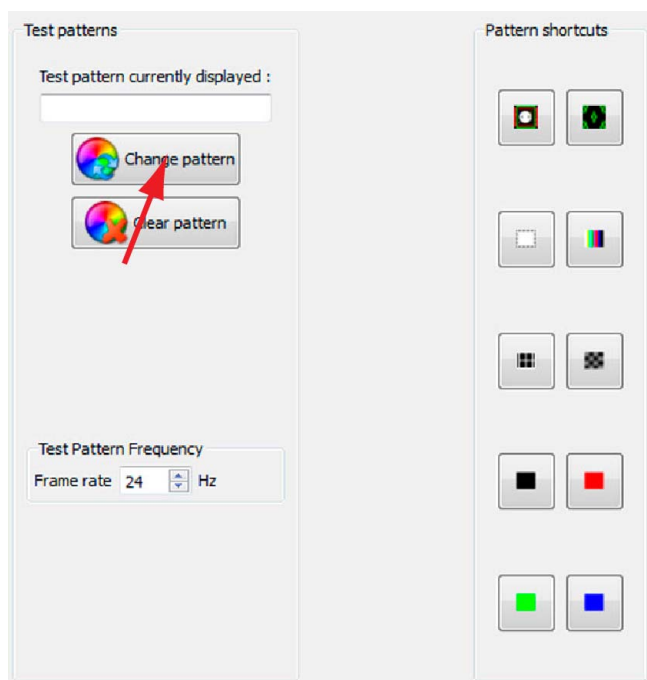 Test patterns
Pattern shortcuts
Test pattern currently displayed :
Change pattern
Clear pattern
Test Pattern Frequency
Frame rate 24 Hz